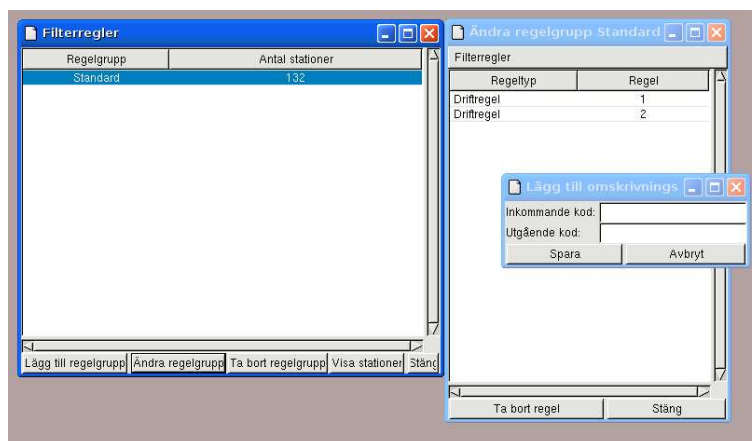 Filterregler
Regelgrupp Antal stationer
Standard 132
Lägg till regelgrupp Ändra regelgrupp Ta bort regelgrupp Visa stationer Stäng
Ändra regelgrupp Standard
Filterregler
Regeltyp Regel
Driftregel 1
Driftregel 2
Lägg till omskrivnings
Inkommande kod:
Utgående kod:
Spara Avbryt
Ta bort regel Stäng